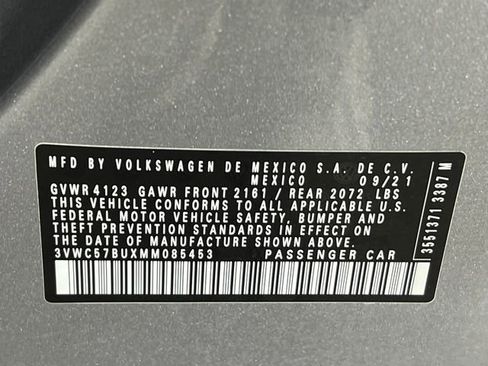 MFD BY VOLKSWAGEN DE MEXICO S.A. DE C.V.
MEXICO 09/21
GVWR 4123 GAWR FRONT 2161 / REAR 2072 LBS
THIS VEHICLE CONFORMS TO ALL APPLICABLE U.S.
FEDERAL MOTOR VEHICLE SAFETY, BUMPER AND
THEFT PREVENTION STANDARDS IN EFFECT ON THE
DATE OF MANUFACTURE SHOWN ABOVE.
3VWC57BUXMM085453 PASSENGER CAR
3551371 3387 M